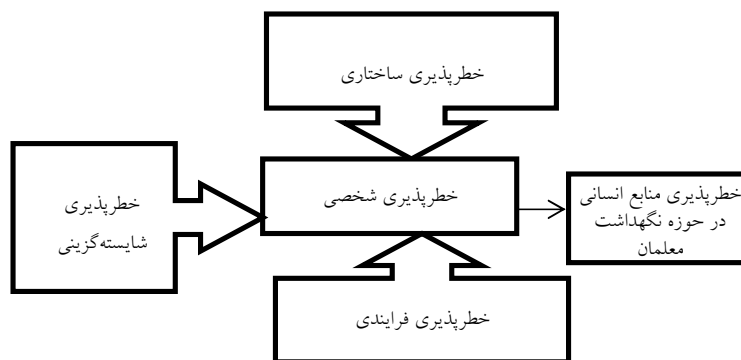 خطرپذیری ساختاری
خطرپذیری
شایسته‌گزینی
خطرپذیری شخصی
خطرپذیری منابع انسانی
در حوزه نگهداشت
معلمان
خطرپذیری فرایندی